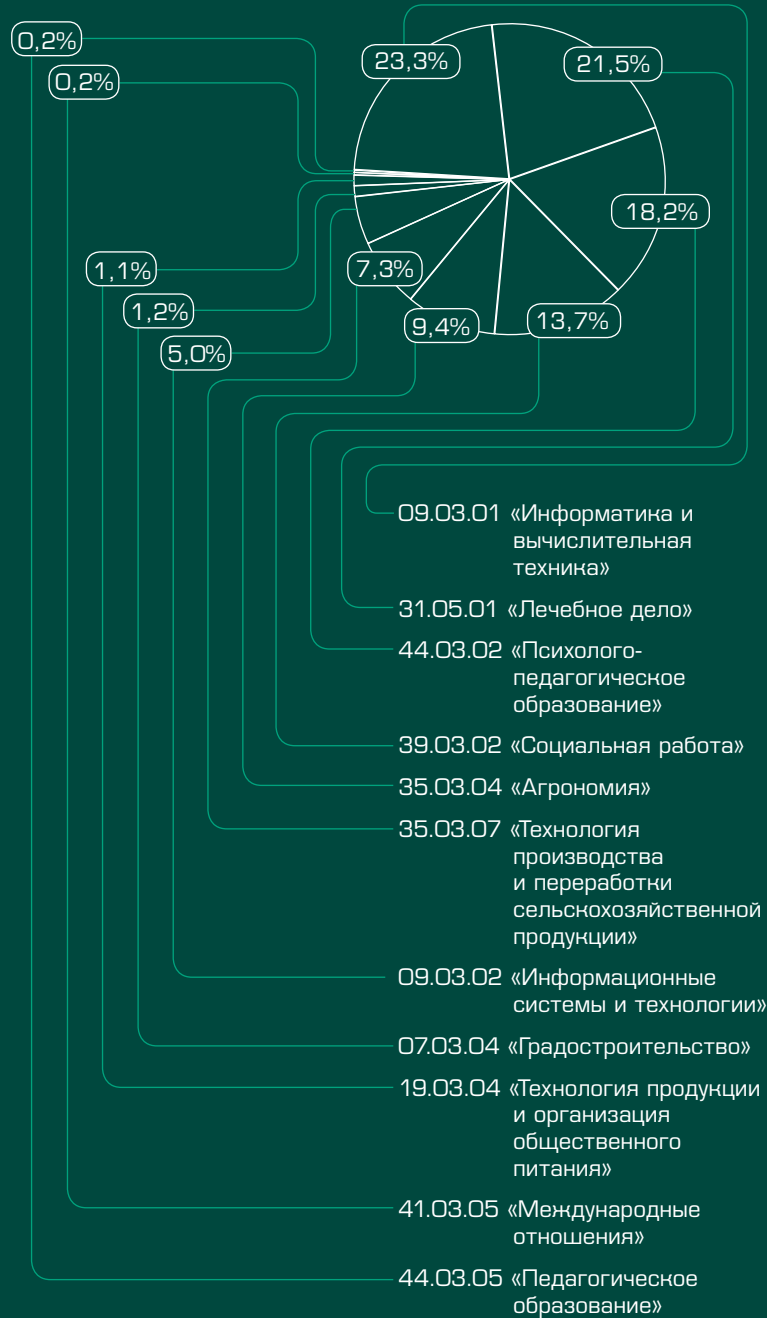 0,2%
0,2%
23,3%
21,5%
18,2%
1,1%
7,3%
1,2%
9,4%
13,7%
5,0%
09.03.01 «Информатика и
вычислительная
техника»
31.05.01 «Лечебное дело»
44.03.02 «Психолого-
педагогическое
образование»
39.03.02 «Социальная работа»
35.03.04 «Агрономия»
35.03.07 «Технология
производства
и переработки
сельскохозяйственной
продукции»
09.03.02 «Информационные
системы и технологии»
07.03.04 «Градостроительство»
19.03.04 «Технология продукции
и организация
общественного
питания»
41.03.05 «Международные
отношения»
44.03.05 «Педагогическое
образование»